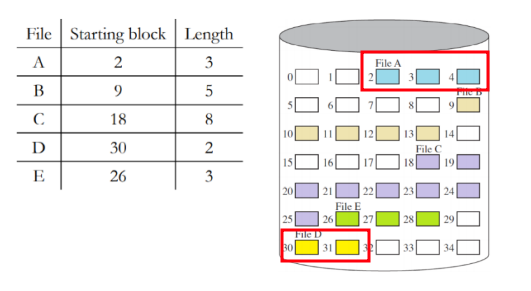 File Starting block Length
A 2 3
B 9 5
C 18 8
D 30 2
E 26 3
File A
0 1 2 3 4
File B
5 6 7 8 9
10 11 12 13 14
File C
15 16 17 18 19
20 21 22 23 24
File E
25 26 27 28 29
File D
30 31 32 33 34